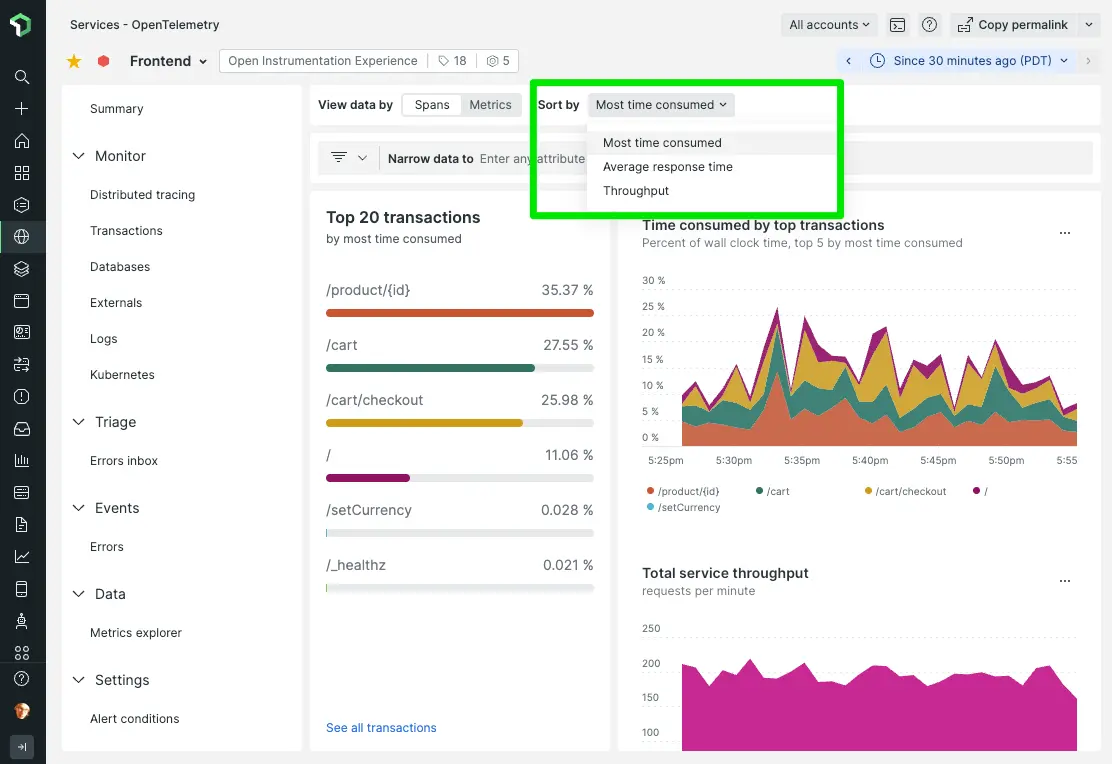 Services - OpenTelemetry
All accounts
Copy permalink
Frontend
Open Instrumentation Experience
18
5
Since 30 minutes ago (PDT)
Summary
Monitor
Distributed tracing
Transactions
Databases
Externals
Logs
Kubernetes
Triage
Errors inbox
Events
Errors
Data
Metrics explorer
Settings
Alert conditions
View data by
Spans
Metrics
Sort by
Most time consumed
Most time consumed
Average response time
Throughput
Narrow data to
Enter any attribute
Top 20 transactions
by most time consumed
/product/{id} 35.37 %
/cart 27.55 %
/cart/checkout 25.98 %
/ 11.06 %
/setCurrency 0.028 %
/_healthz 0.021 %
See all transactions
Time consumed by top transactions
Percent of wall clock time, top 5 by most time consumed
30 %
25 %
20 %
15 %
10 %
5 %
0 %
5:25pm 5:30pm 5:35pm 5:40pm 5:45pm 5:50pm 5:55
/product/{id} /cart /cart/checkout /
/setCurrency
Total service throughput
requests per minute
250
200
150
100